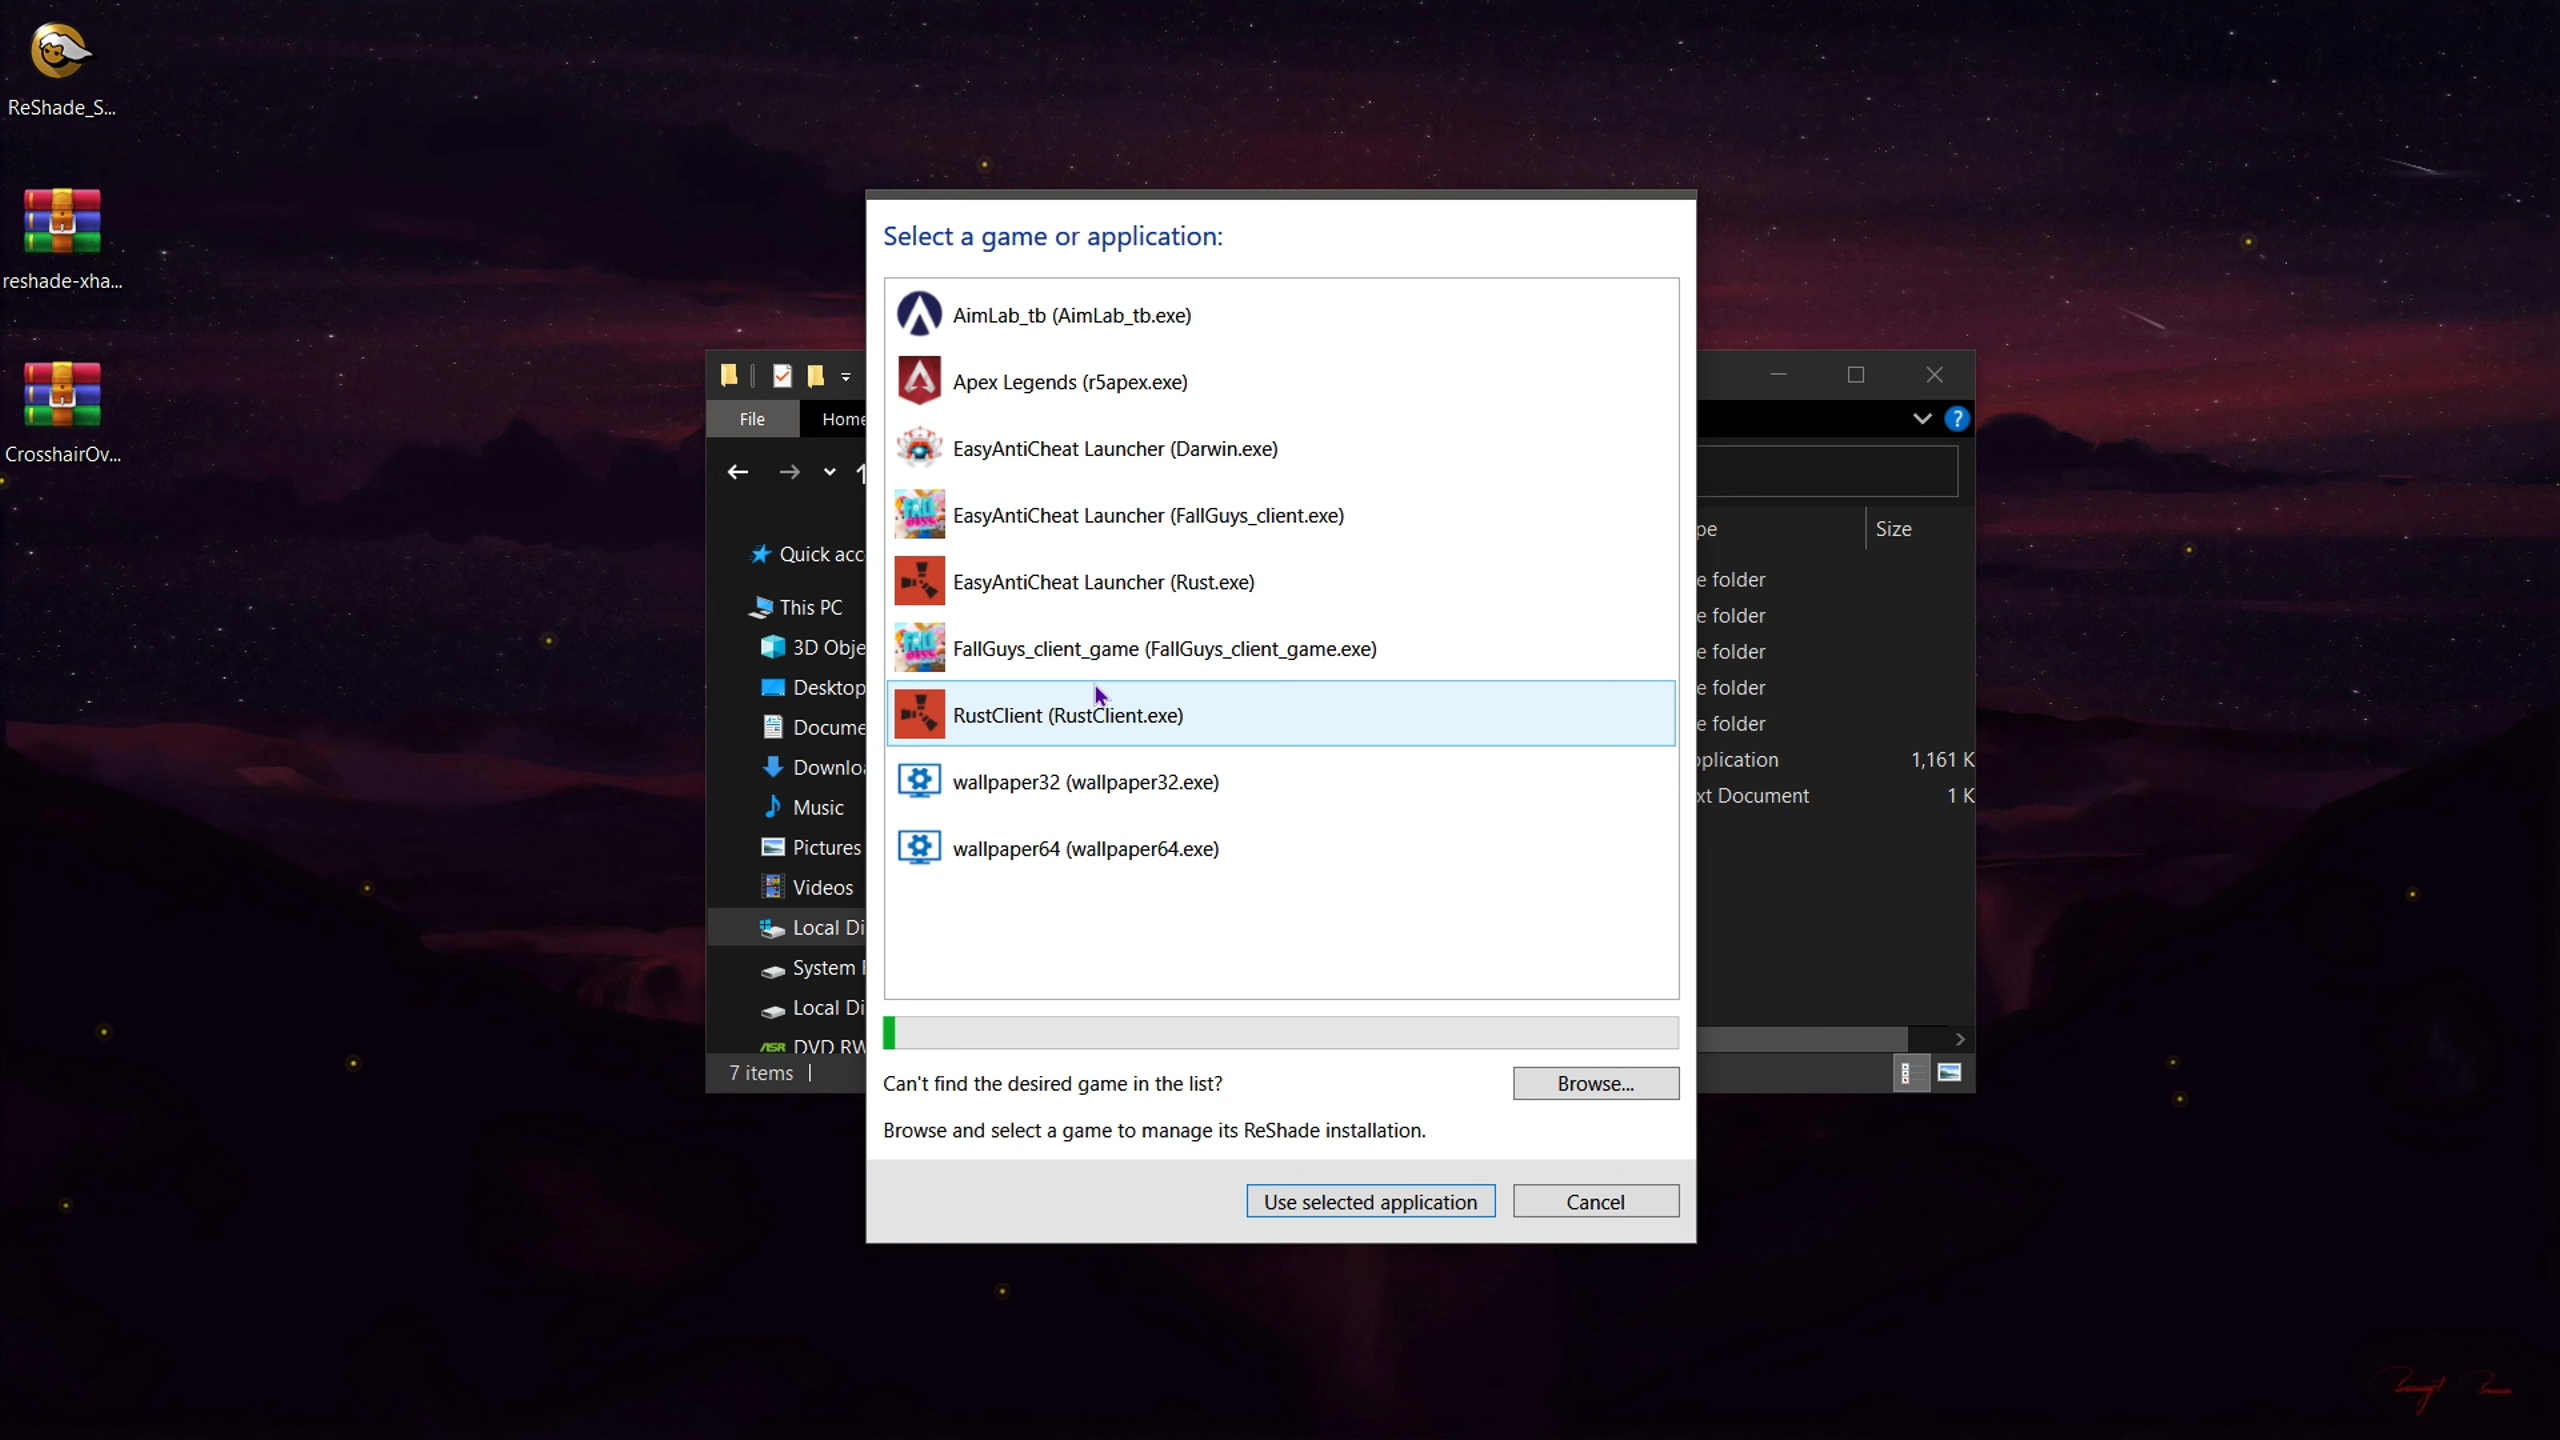 ReShade_S...
reshade-xha...
CrosshairOv...
Select a game or application:
AimLab_tb (AimLab_tb.exe)
Apex Legends (r5apex.exe)
EasyAntiCheat Launcher (Darwin.exe)
EasyAntiCheat Launcher (FallGuys_client.exe)
EasyAntiCheat Launcher (Rust.exe)
FallGuys_client_game (FallGuys_client_game.exe)
RustClient (RustClient.exe)
wallpaper32 (wallpaper32.exe)
wallpaper64 (wallpaper64.exe)
Can't find the desired game in the list?
Browse...
Browse and select a game to manage its ReShade installation.
Use selected application
Cancel
File
Home
Quick acc
This PC
3D Obje
Desktop
Docume
Downloa
Music
Pictures
Videos
Local Di
System
Local Di
DVD RW
7 items
pe
Size
e folder
e folder
e folder
e folder
e folder
plication
1,161 K
xt Document
1 K